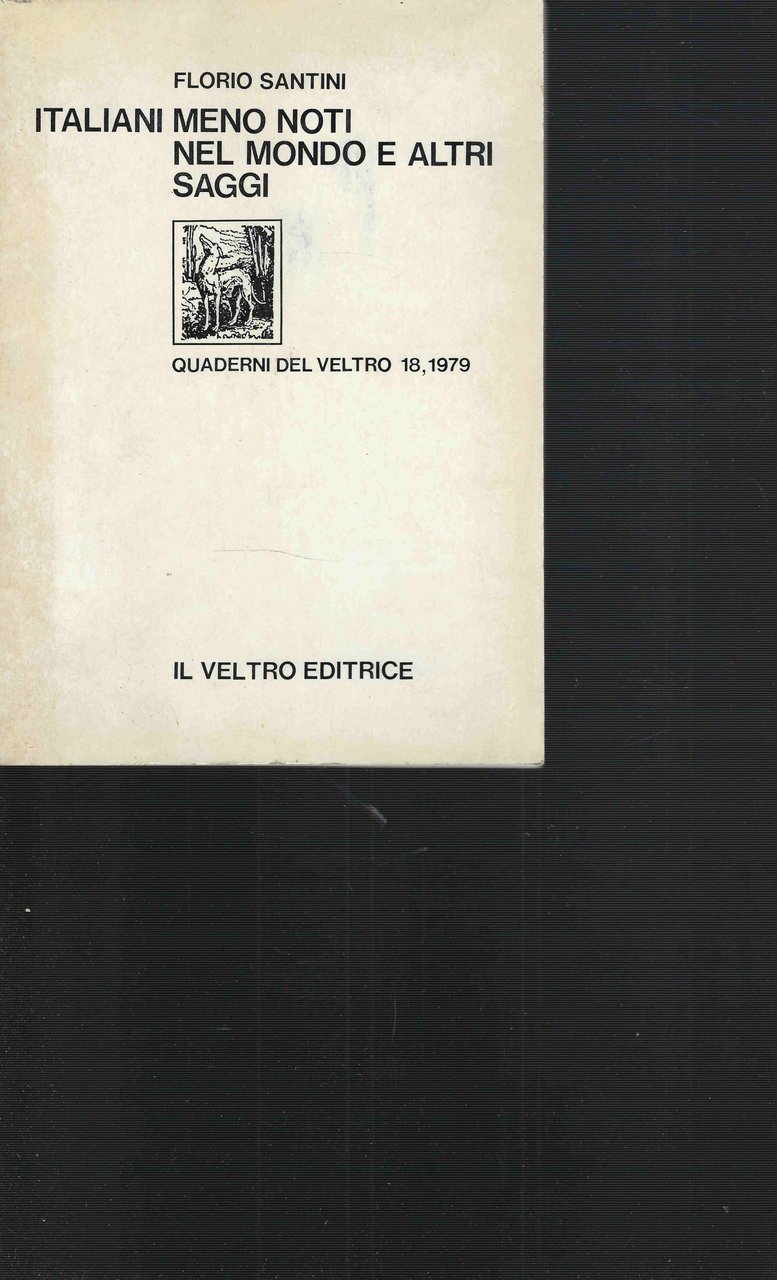 FLORIO SANTINI
ITALIANI MENO NOTI
NEL MONDO E ALTRI
SAGGI
QUADERNI DEL VELTRO 18, 1979
IL VELTRO EDITRICE